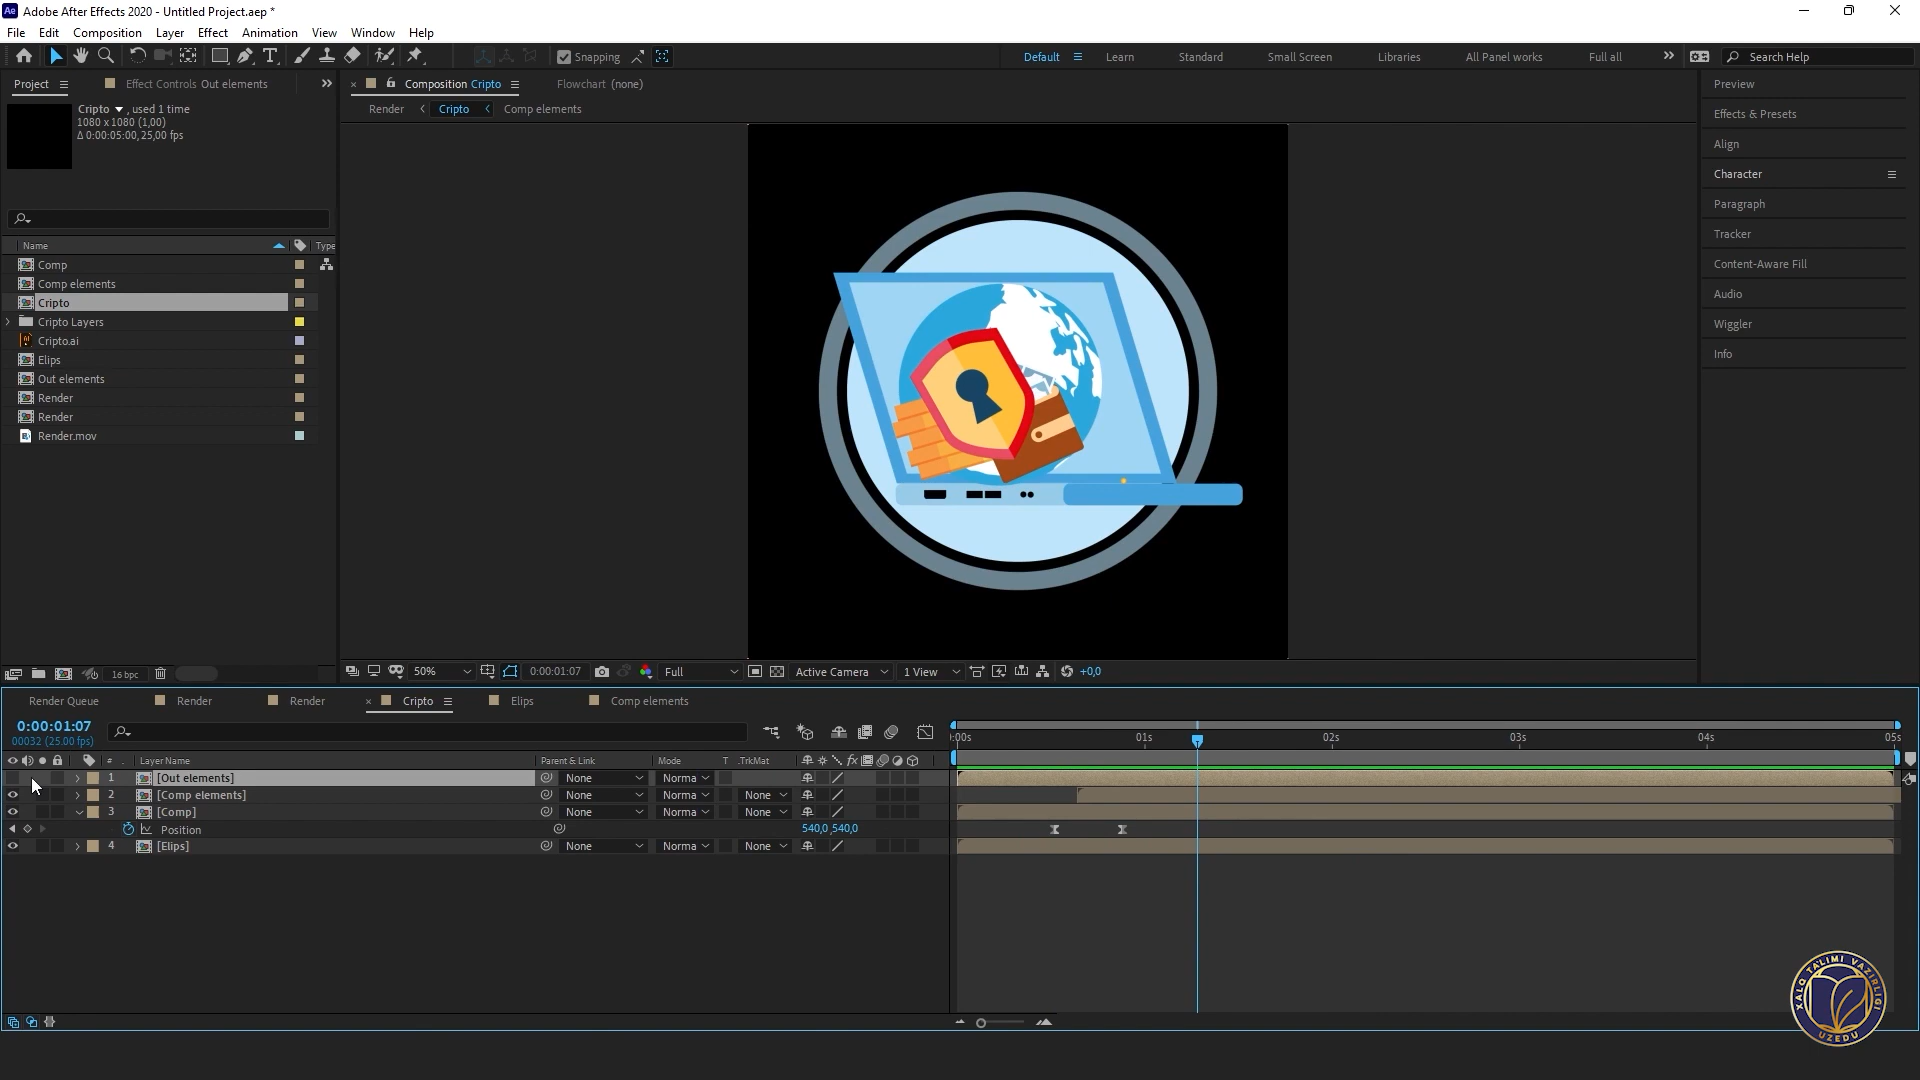 Adobe After Effects 2020 - Untitled Project.aep *
File Edit Composition Layer Effect Animation View Window Help
Snapping Default Learn Standard Small Screen Libraries All Panel works Full all Search Help
Project Effect Controls Out elements
Composition Cripto Flowchart (none)
Render Cripto Comp elements
Cripto , used 1 time
1080 x 1080 (1,00)
Δ 0:00:05:00, 25,00 fps
Name Type
Comp
Comp elements
Cripto
Cripto Layers
Cripto.ai
Elips
Out elements
Render
Render
Render.mov
16 bpc
50% 0:00:01:07 Full Active Camera 1 View +0,0
Preview
Effects & Presets
Align
Character
Paragraph
Tracker
Content-Aware Fill
Audio
Wiggler
Info
Render Queue Render Render Cripto Elips Comp elements
0:00:01:07
00032 (25.00 fps)
# Layer Name Parent & Link Mode T .TrkMat
:00s 01s 02s 03s 04s 05s
1 [Out elements] None Norma
2 [Comp elements] None Norma None
3 [Comp] None Norma None
Position 540,0,540,0
4 [Elips] None Norma None
XALQ TA'LIMI VAZIRLIGI
UZEDU